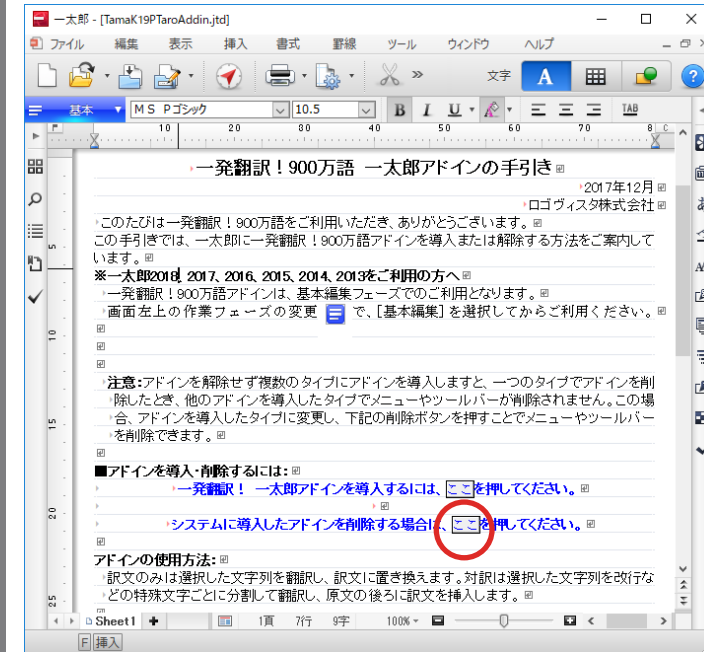 一太郎 - [TamaK19PTaroAddin.jtd]
ファイル 編集 表示 挿入 書式 罫線 ツール ウィンドウ ヘルプ
文字 A
基本 ＭＳ Ｐゴシック 10.5 B I U TAB
10 20 30 40 50 60 70 8
一発翻訳！900万語 一太郎アドインの手引き
2017年12月
ロゴヴィスタ株式会社
このたびは一発翻訳！900万語をご利用いただき、ありがとうございます。
この手引きでは、一太郎に一発翻訳！900万語アドインを導入または解除する方法をご案内して
います。
※一太郎2018, 2017、2016、2015、2014、2013をご利用の方へ
一発翻訳！900万語アドインは、基本編集フェーズでのご利用となります。
画面左上の作業フェーズの変更 で、[基本編集] を選択してからご利用ください。
注意:アドインを解除せず複数のタイプにアドインを導入しますと、一つのタイプでアドインを削
除したとき、他のアドインを導入したタイプでメニューやツールバーが削除されません。この場
合、アドインを導入したタイプに変更し、下記の削除ボタンを押すことでメニューやツールバー
を削除できます。
■アドインを導入・削除するには:
一発翻訳！ 一太郎アドインを導入するには、ここを押してください。
システムに導入したアドインを削除する場合は、ここを押してください。
アドインの使用方法:
訳文のみは選択した文字列を翻訳し、訳文に置き換えます。対訳は選択した文字列を改行な
どの特殊文字ごとに分割して翻訳し、原文の後ろに訳文を挿入します。
5
10
15
20
25
Sheet1 1頁 7行 9字 100%
F 挿入